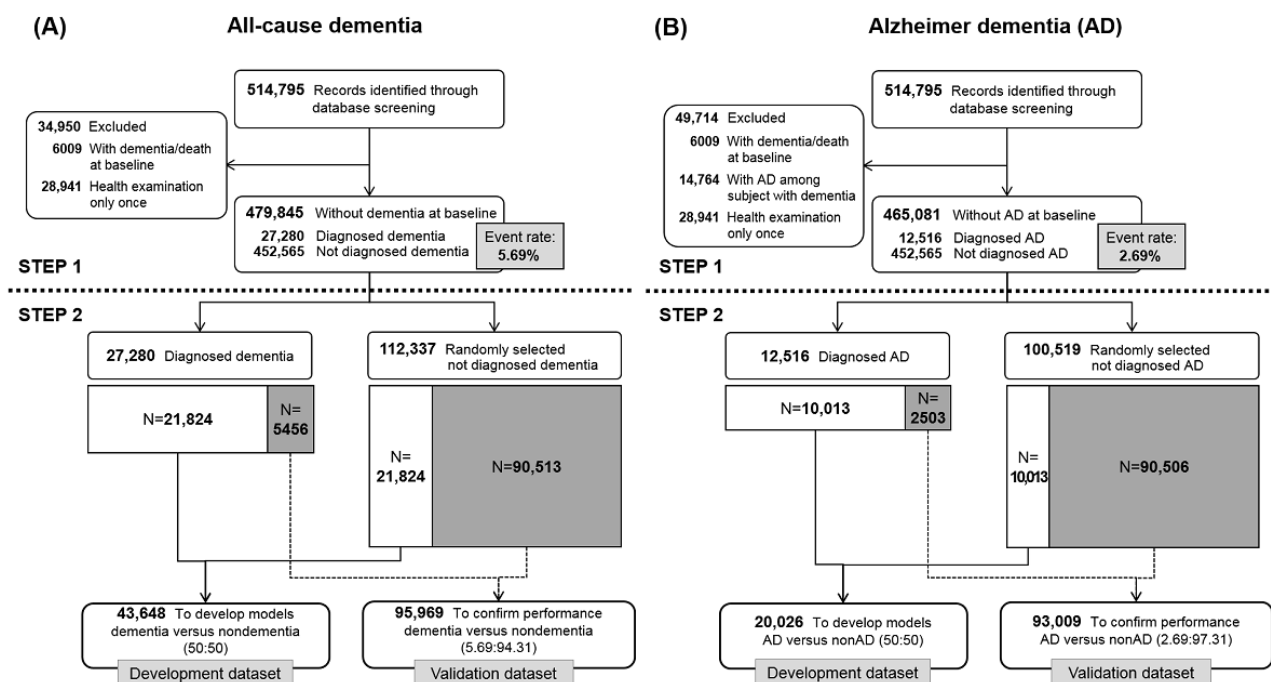 (A)
All-cause dementia
514,795 Records identified through
database screening
34,950 Excluded
6009 With dementia/death
at baseline
28,941 Health examination
only once
479,845 Without dementia at baseline
27,280 Diagnosed dementia
452,565 Not diagnosed dementia
Event rate:
5.69%
STEP 1
STEP 2
27,280 Diagnosed dementia
112,337 Randomly selected
not diagnosed dementia
N=21,824
N=
5456
N=
21,824
N=90,513
43,648 To develop models
dementia versus nondementia
(50:50)
Development dataset
95,969 To confirm performance
dementia versus nondementia
(5.69:94.31)
Validation dataset
(B)
Alzheimer dementia (AD)
514,795 Records identified through
database screening
49,714 Excluded
6009 With dementia/death
at baseline
14,764 With AD among
subject with dementia
28,941 Health examination
only once
465,081 Without AD at baseline
12,516 Diagnosed AD
452,565 Not diagnosed AD
Event rate:
2.69%
STEP 1
STEP 2
12,516 Diagnosed AD
100,519 Randomly selected
not diagnosed AD
N=10,013
N=
2503
N=
10,013
N=90,506
20,026 To develop models
AD versus nonAD (50:50)
Development dataset
93,009 To confirm performance
AD versus nonAD (2.69:97.31)
Validation dataset